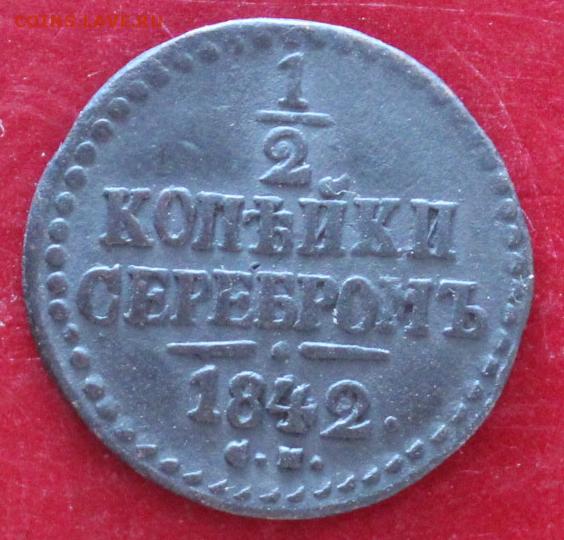 COINS.LAVE.RU
1
2
КОПѢЙКИ
СЕРЕБРОМЪ
1842.
С.М.